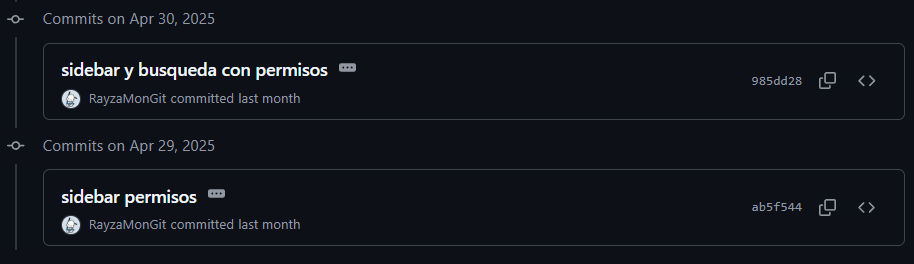 Commits on Apr 30, 2025
sidebar y busqueda con permisos
985dd28
RayzaMonGit committed last month
Commits on Apr 29, 2025
sidebar permisos
ab5f544
RayzaMonGit committed last month